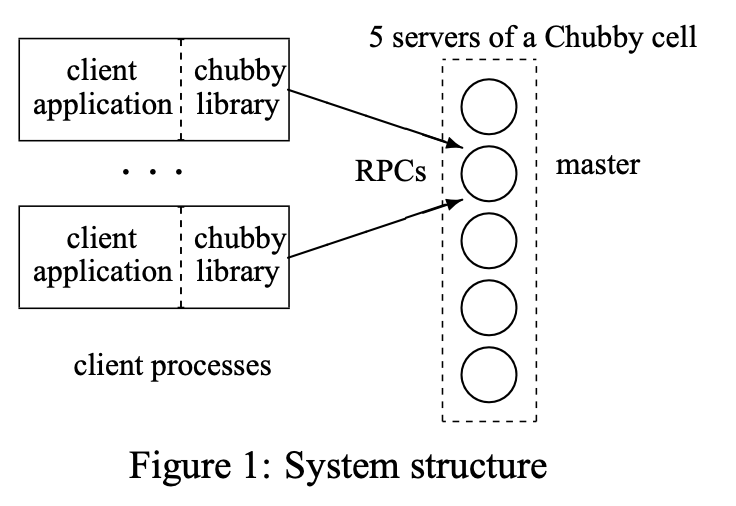 5 servers of a Chubby cell
client
application
chubby
library
. . .
RPCs
master
client
application
chubby
library
client processes
Figure 1: System structure